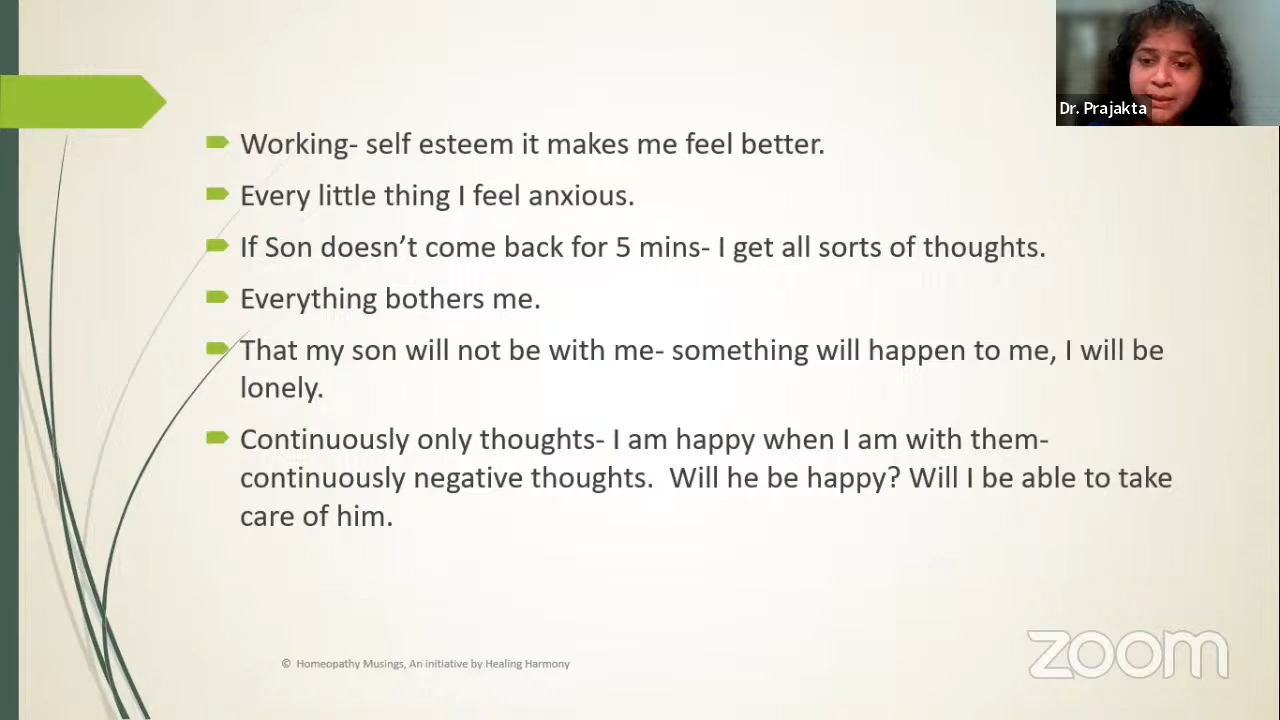 Dr. Prajakta
Working- self esteem it makes me feel better.
Every little thing I feel anxious.
If Son doesn’t come back for 5 mins- I get all sorts of thoughts.
Everything bothers me.
That my son will not be with me- something will happen to me, I will be
lonely.
Continuously only thoughts- I am happy when I am with them-
continuously negative thoughts.  Will he be happy? Will I be able to take
care of him.
© Homeopathy Musings, An initiative by Healing Harmony
zoom